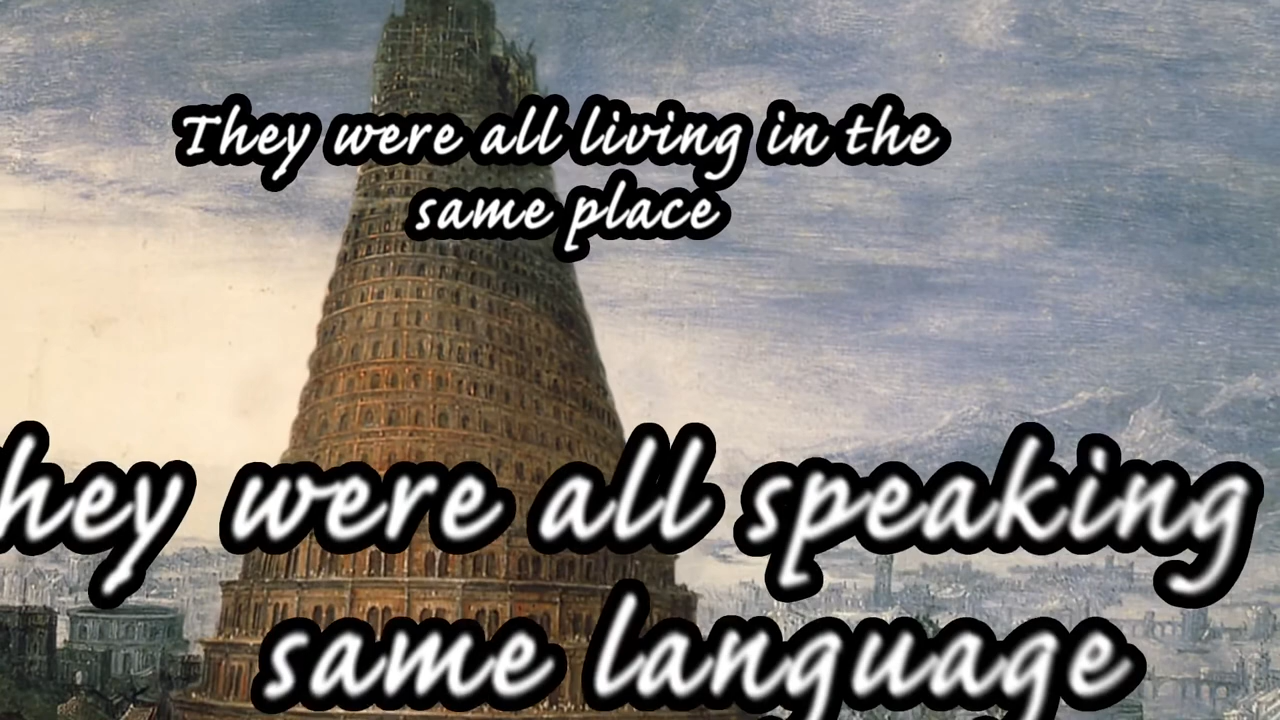 They were all living in the
same place
hey were all speaking
same language